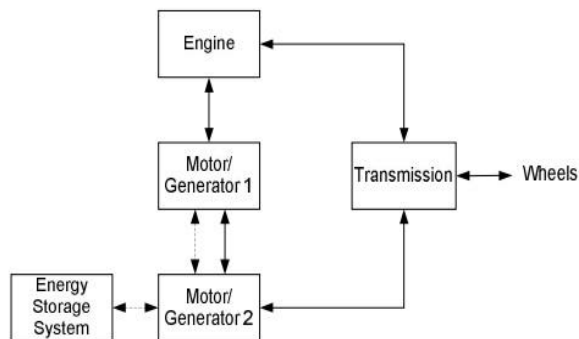 Engine
Motor/
Generator 1
Transmission
Wheels
Energy
Storage
System
Motor/
Generator 2